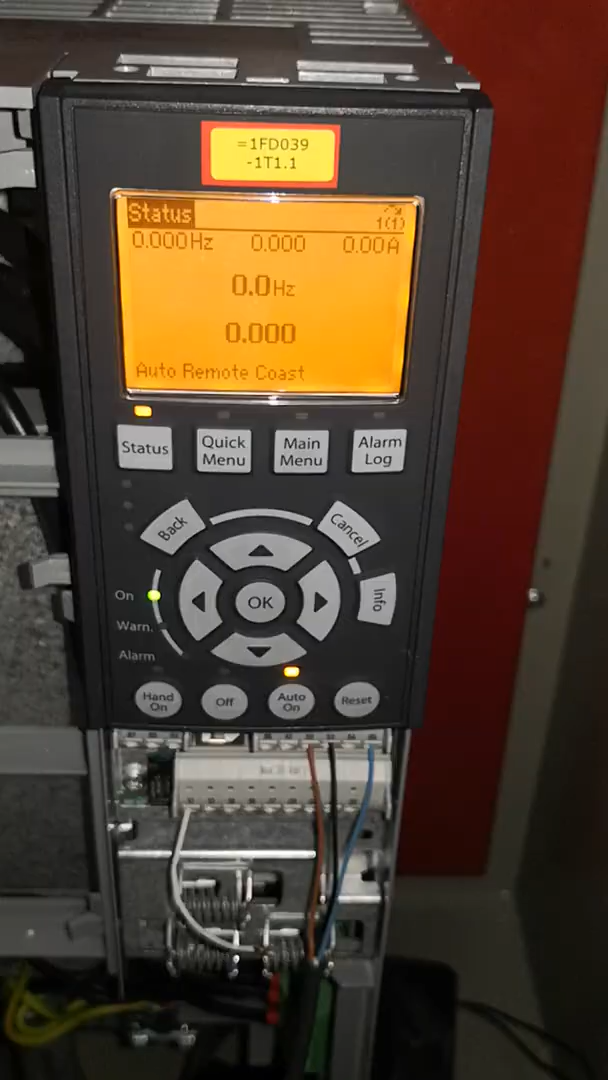 =1FD039
-1T1.1
Status
1(1)
0.000Hz 0.000 0.00A
0.0Hz
0.000
Auto Remote Coast
Status
Quick Menu
Main Menu
Alarm Log
Back
Cancel
On
OK
Info
Warn.
Alarm
Hand On
Off
Auto On
Reset